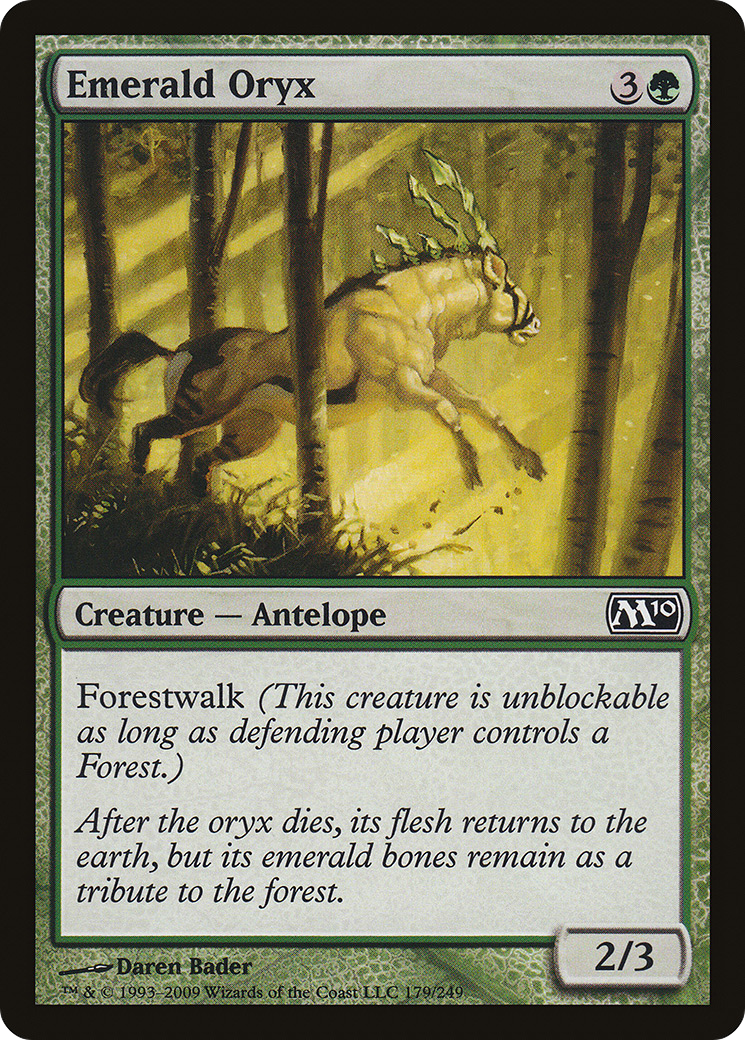 Emerald Oryx 3
Creature — Antelope M10
Forestwalk (This creature is unblockable
as long as defending player controls a
Forest.)
After the oryx dies, its flesh returns to the
earth, but its emerald bones remain as a
tribute to the forest.
2/3
Daren Bader
™ & © 1993–2009 Wizards of the Coast LLC 179/249